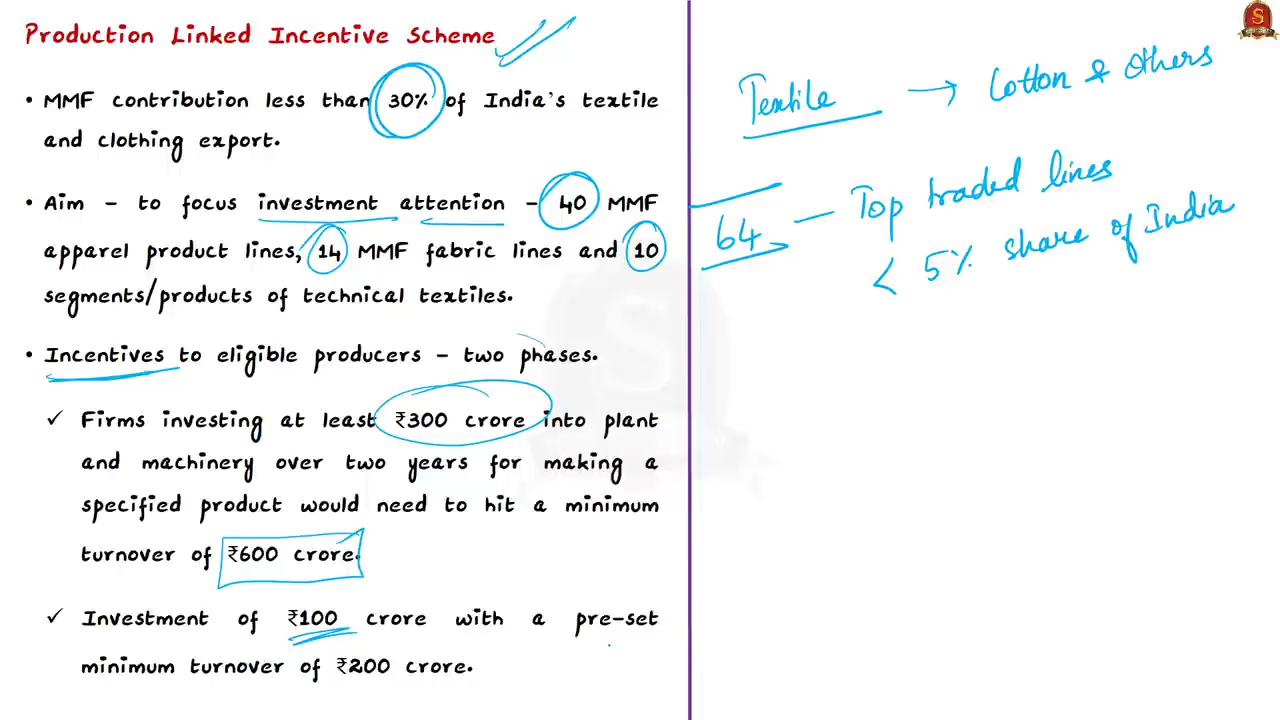 Production Linked Incentive Scheme
• MMF contribution less than 30% of India's textile
and clothing export.
• Aim - to focus investment attention - 40 MMF
apparel product lines, 14 MMF fabric lines and 10
segments/products of technical textiles.
• Incentives to eligible producers - two phases.
✓ Firms investing at least ₹300 crore into plant
and machinery over two years for making a
specified product would need to hit a minimum
turnover of ₹600 crore.
✓ Investment of ₹100 crore with a pre-set
minimum turnover of ₹200 crore.
Textile → Cotton & Others
64 - Top traded lines
< 5% share of India
S
S